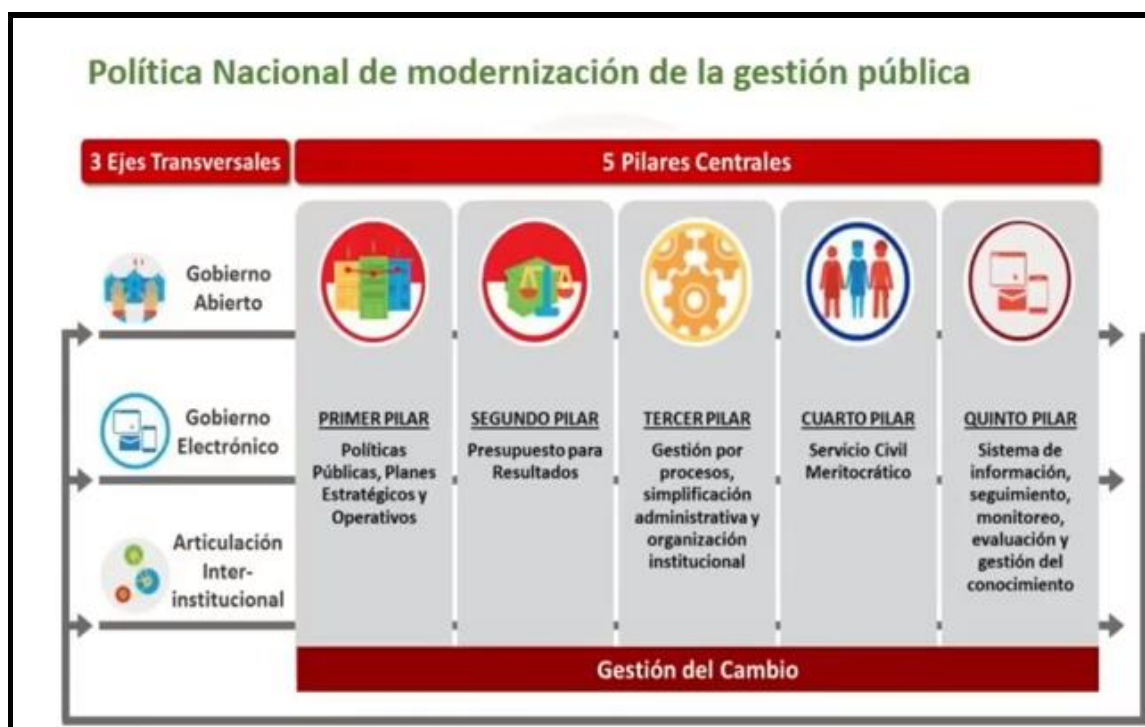 Política Nacional de modernización de la gestión pública
3 Ejes Transversales
5 Pilares Centrales
Gobierno
Abierto
Gobierno
Electrónico
Articulación
Inter-
institucional
PRIMER PILAR
Políticas
Públicas, Planes
Estratégicos y
Operativos
SEGUNDO PILAR
Presupuesto para
Resultados
TERCER PILAR
Gestión por
procesos,
simplificación
administrativa y
organización
institucional
CUARTO PILAR
Servicio Civil
Meritocrático
QUINTO PILAR
Sistema de
información,
seguimiento,
monitoreo,
evaluación y
gestión del
conocimiento
Gestión del Cambio